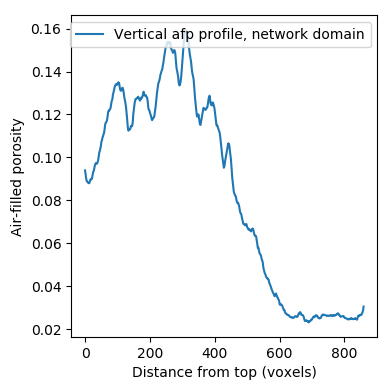 Vertical afp profile, network domain
Air-filled porosity
0.16
0.14
0.12
0.10
0.08
0.06
0.04
0.02
0 200 400 600 800
Distance from top (voxels)